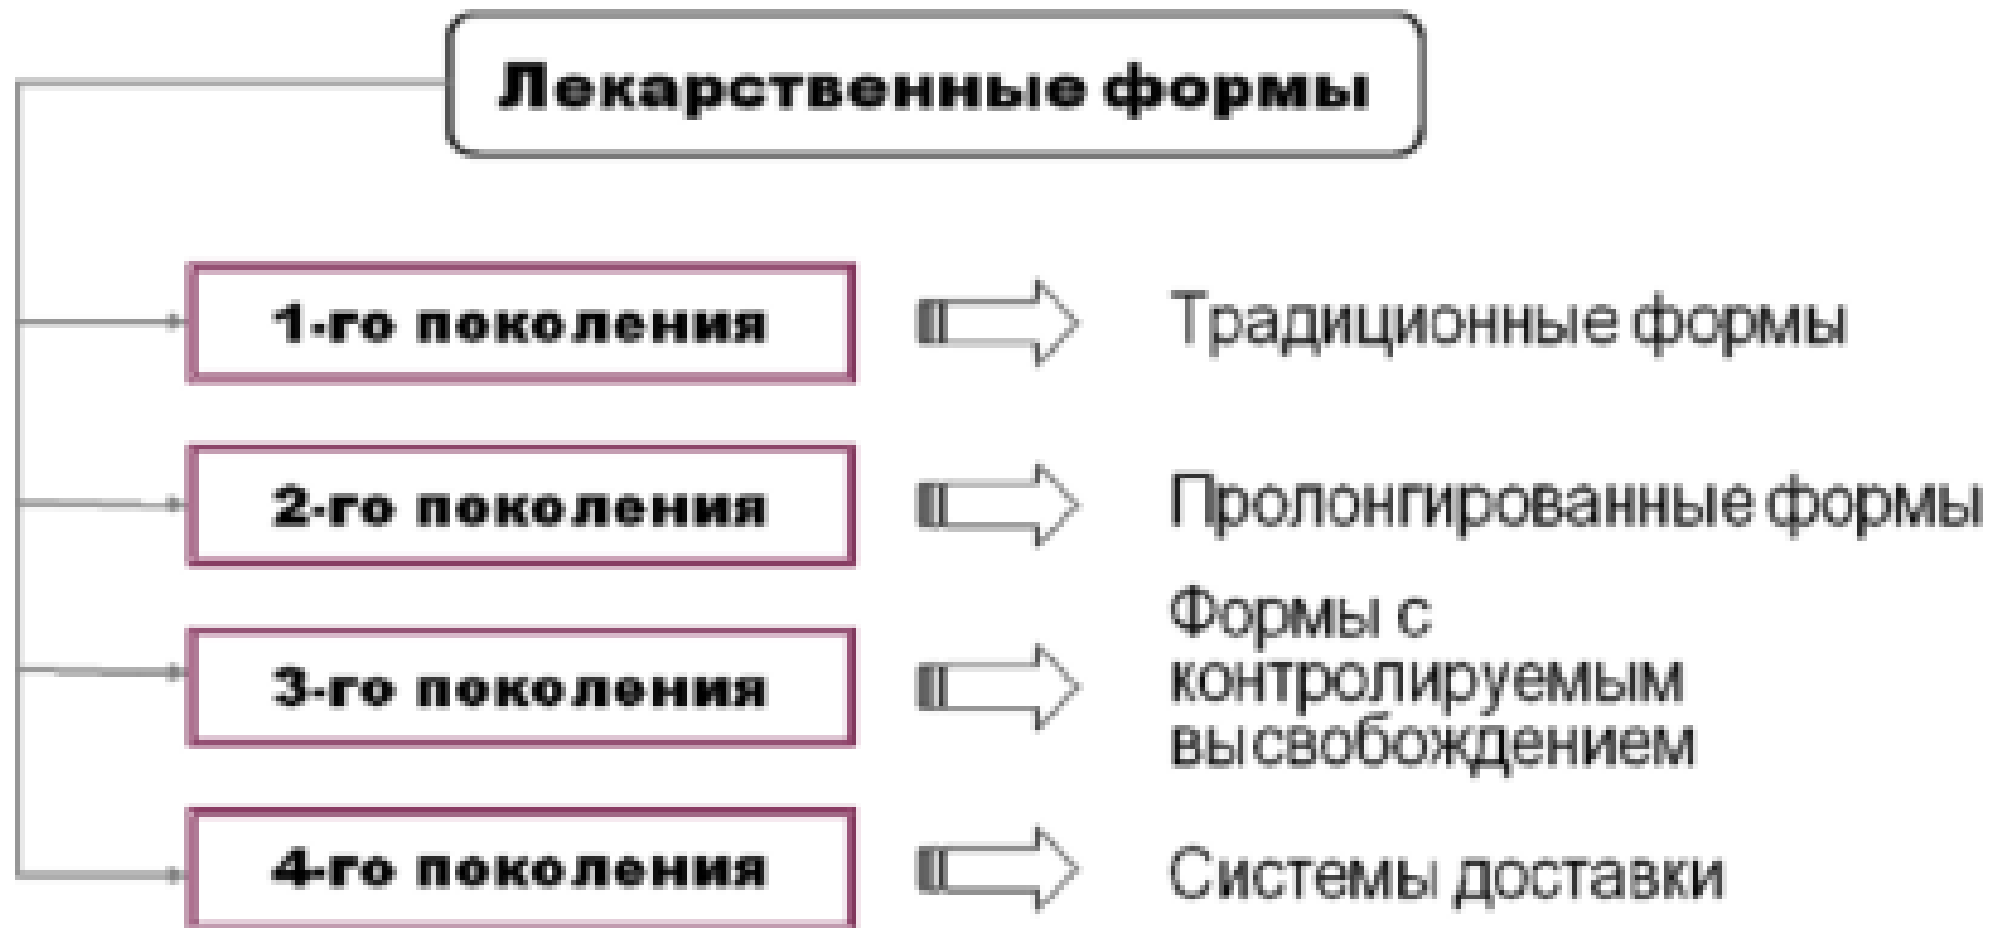 Лекарственные формы
1-го поколения
Традиционные формы
2-го поколения
Пролонгированные формы
3-го поколения
Формы с
контролируемым
высвобождением
4-го поколения
Системы доставки